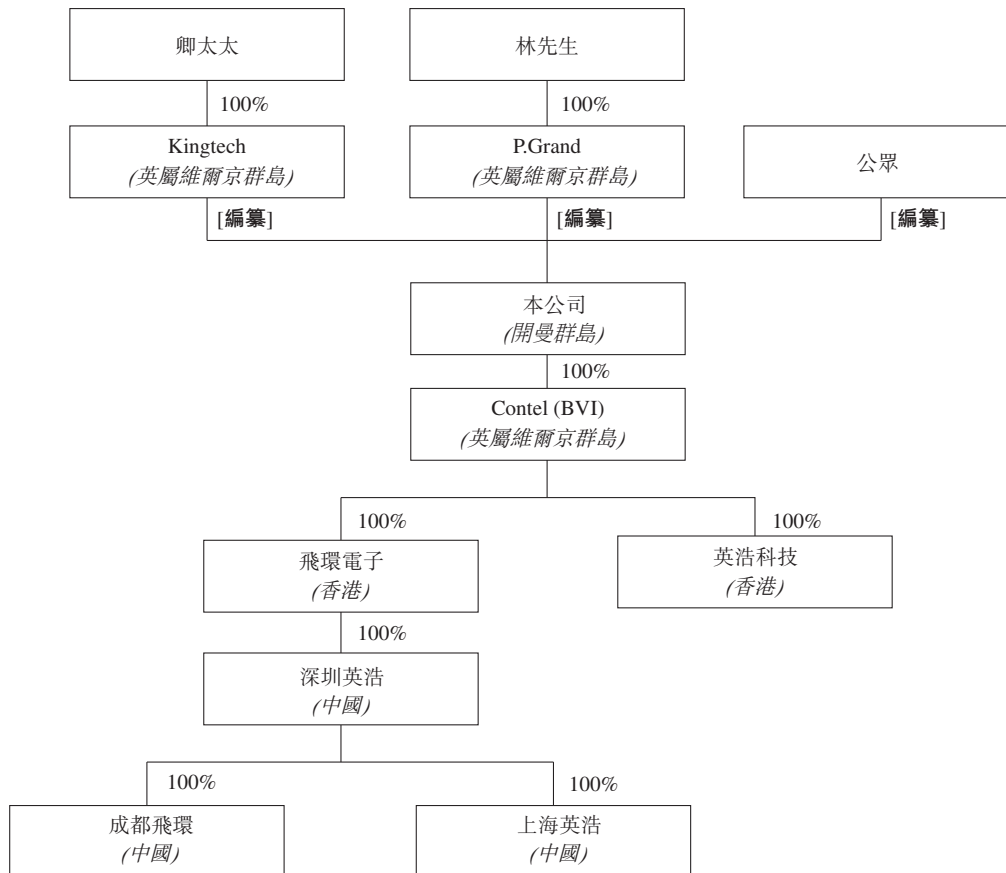 卿太太
林先生
100%
100%
Kingtech
(英屬維爾京群島)
P.Grand
(英屬維爾京群島)
公眾
[編纂]
[編纂]
[編纂]
本公司
(開曼群島)
100%
Contel (BVI)
(英屬維爾京群島)
100%
100%
飛環電子
(香港)
英浩科技
(香港)
100%
深圳英浩
(中國)
100%
100%
成都飛環
(中國)
上海英浩
(中國)